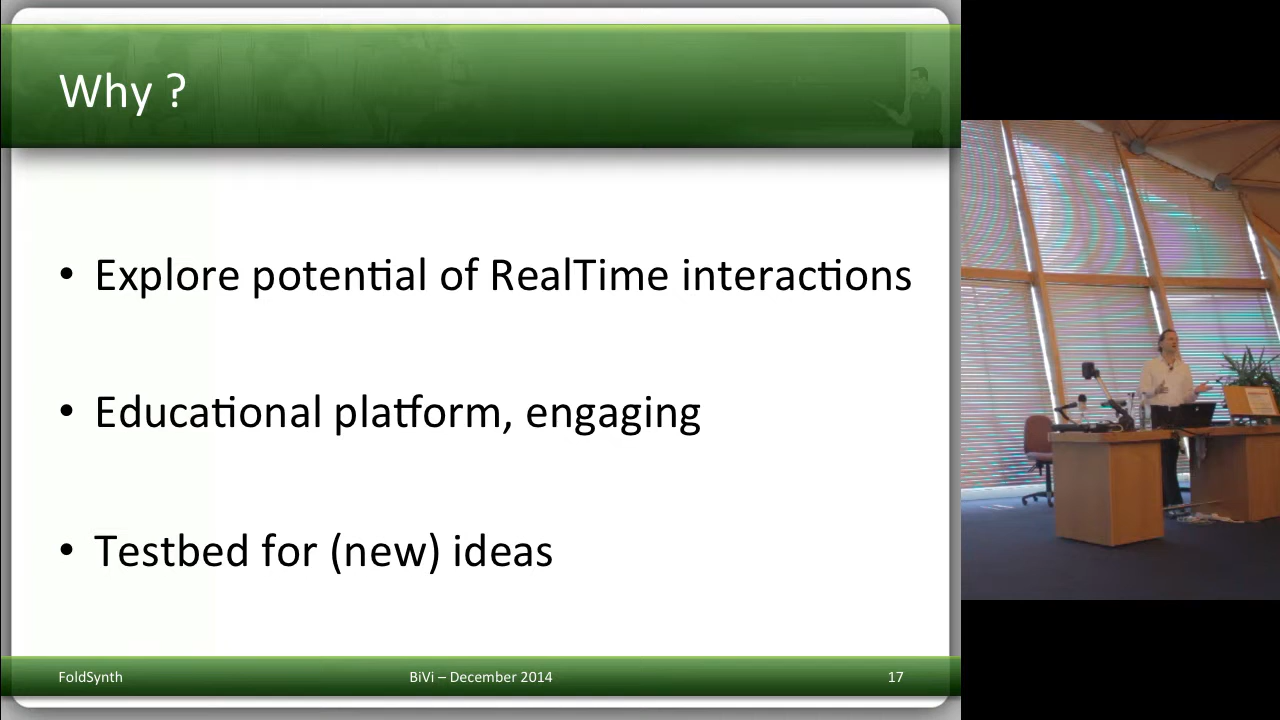 Why ?
• Explore potential of RealTime interactions
• Educational platform, engaging
• Testbed for (new) ideas
FoldSynth
BiVi – December 2014
17